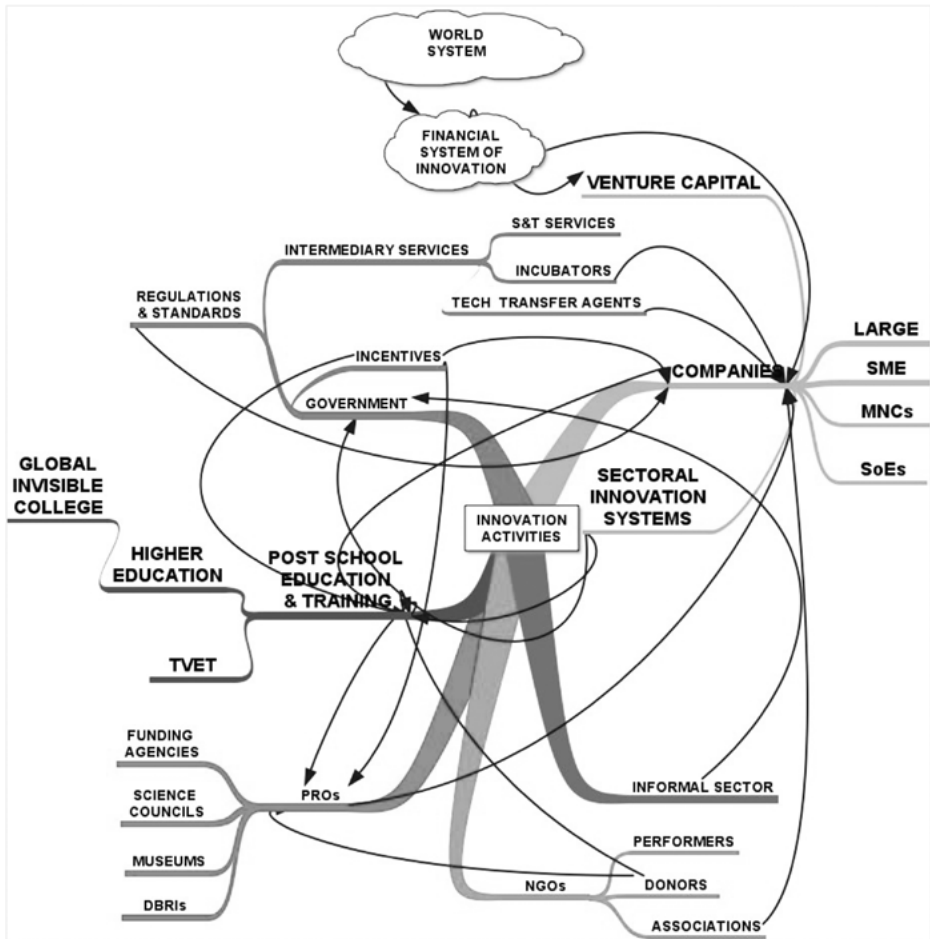 WORLD
SYSTEM
FINANCIAL
SYSTEM OF
INNOVATION
VENTURE CAPITAL
S&T SERVICES
INTERMEDIARY SERVICES
INCUBATORS
REGULATIONS
& STANDARDS
TECH TRANSFER AGENTS
LARGE
INCENTIVES
COMPANIES
SME
GOVERNMENT
MNCs
GLOBAL
INVISIBLE
COLLEGE
SECTORAL
INNOVATION
SYSTEMS
SoEs
INNOVATION
ACTIVITIES
HIGHER
EDUCATION
POST SCHOOL
EDUCATION
& TRAINING
TVET
FUNDING
AGENCIES
PROs
INFORMAL SECTOR
SCIENCE
COUNCILS
PERFORMERS
MUSEUMS
NGOs
DONORS
DBRIs
ASSOCIATIONS